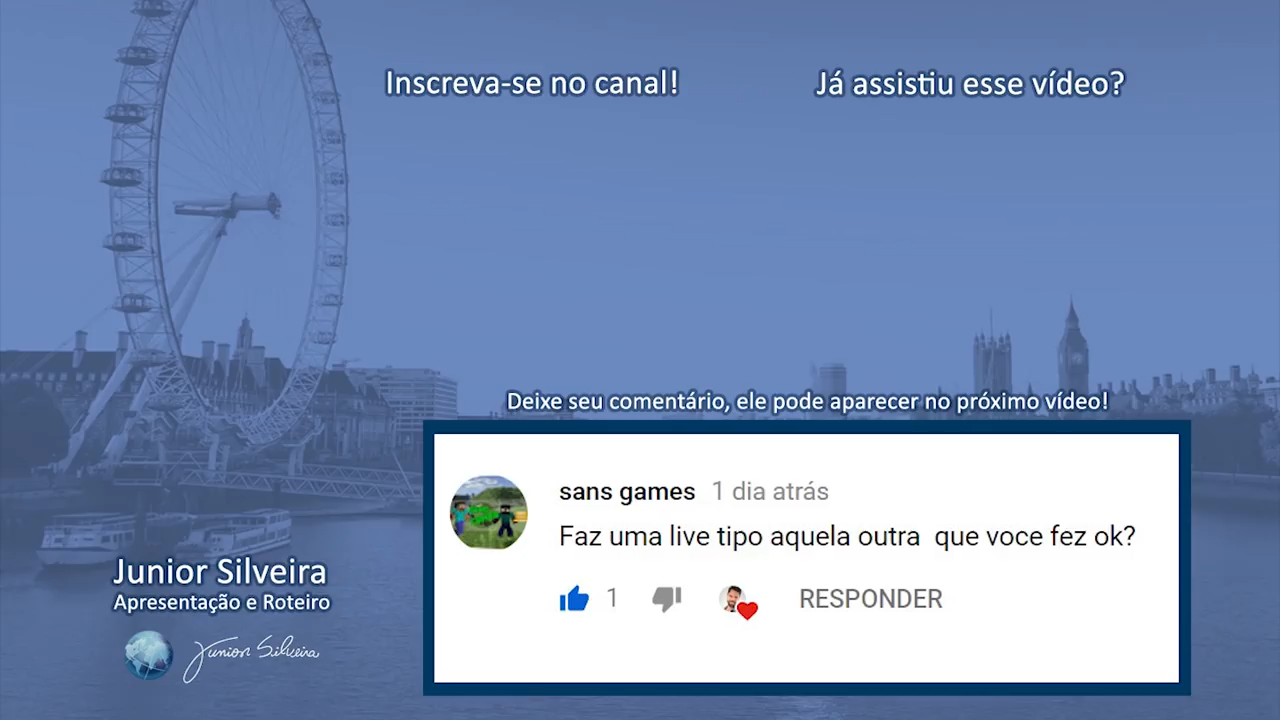 Inscreva-se no canal!
Já assistiu esse vídeo?
Deixe seu comentário, ele pode aparecer no próximo vídeo!
sans games 1 dia atrás
Faz uma live tipo aquela outra  que voce fez ok?
1
RESPONDER
Junior Silveira
Apresentação e Roteiro
Junior Silveira